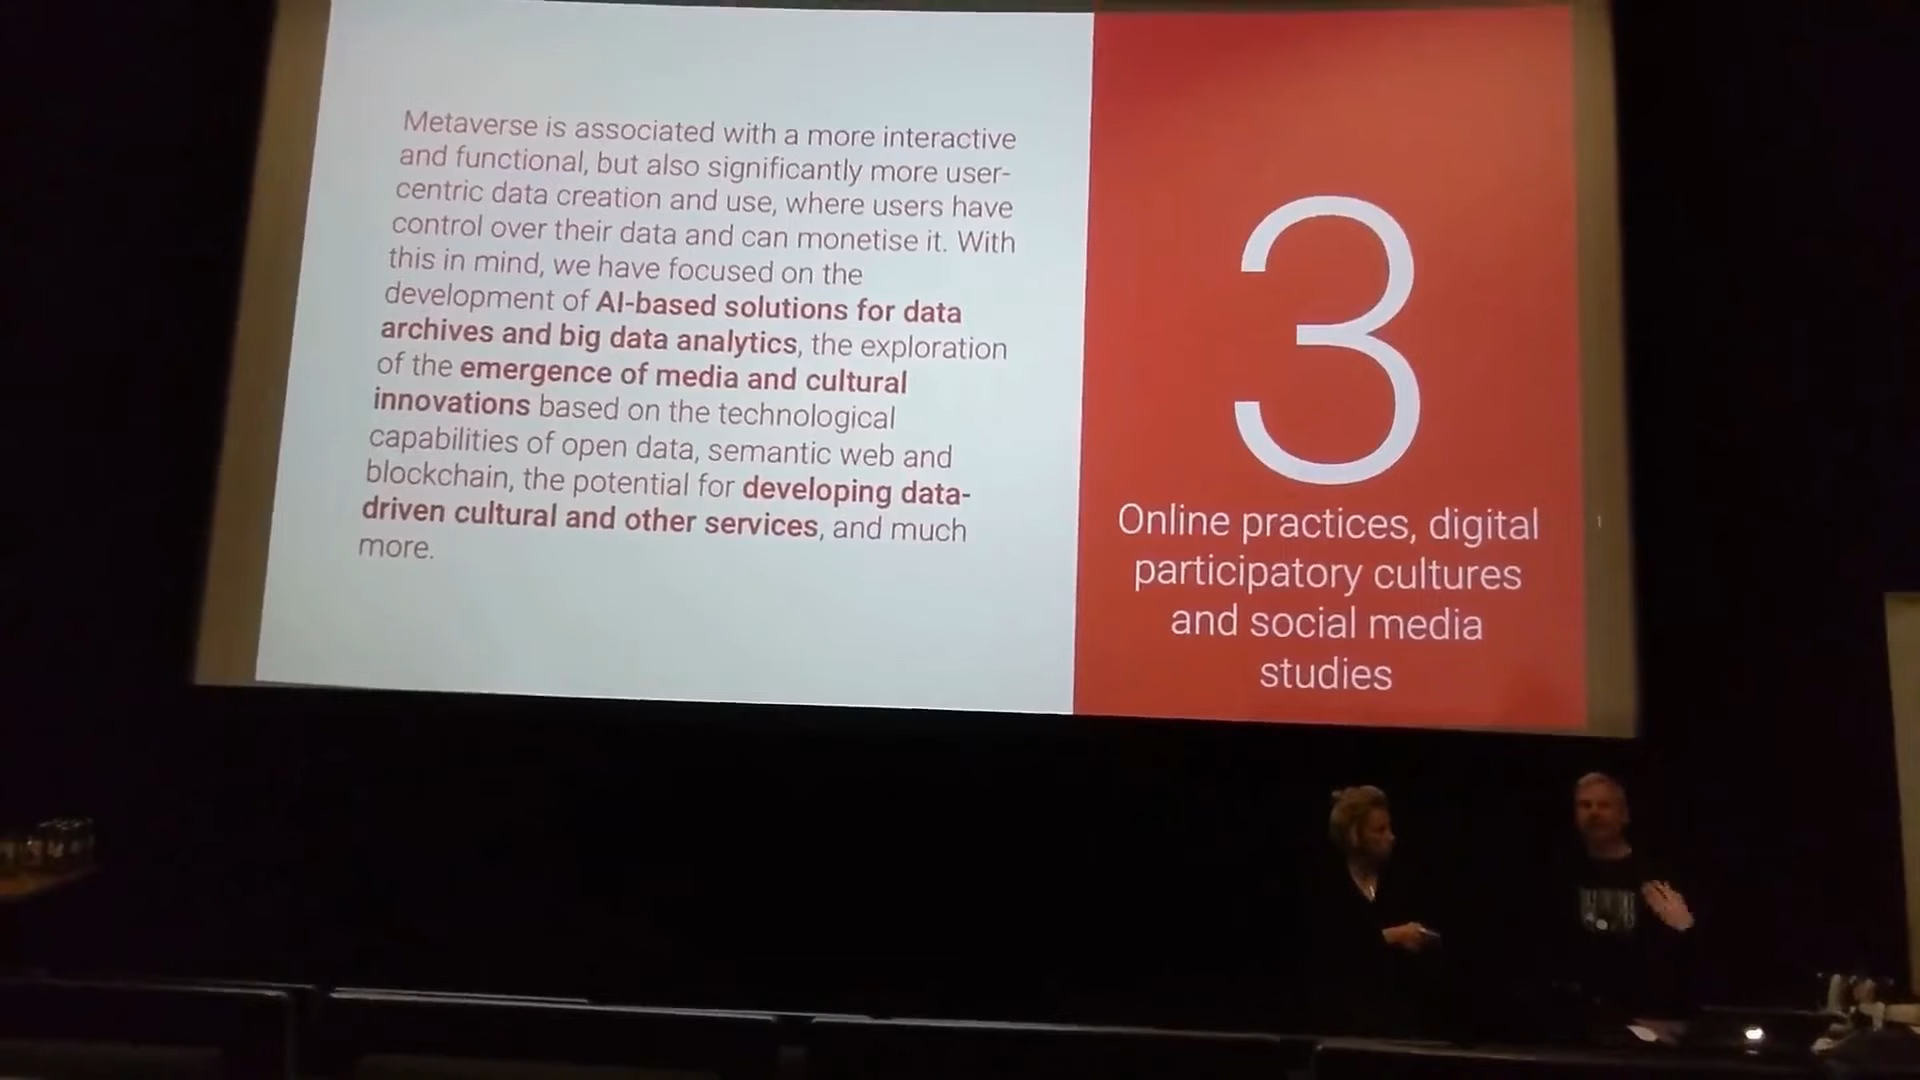 Metaverse is associated with a more interactive
and functional, but also significantly more user-
centric data creation and use, where users have
control over their data and can monetise it. With
this in mind, we have focused on the
development of AI-based solutions for data
archives and big data analytics, the exploration
of the emergence of media and cultural
innovations based on the technological
capabilities of open data, semantic web and
blockchain, the potential for developing data-
driven cultural and other services, and much
more.
3
Online practices, digital
participatory cultures
and social media
studies